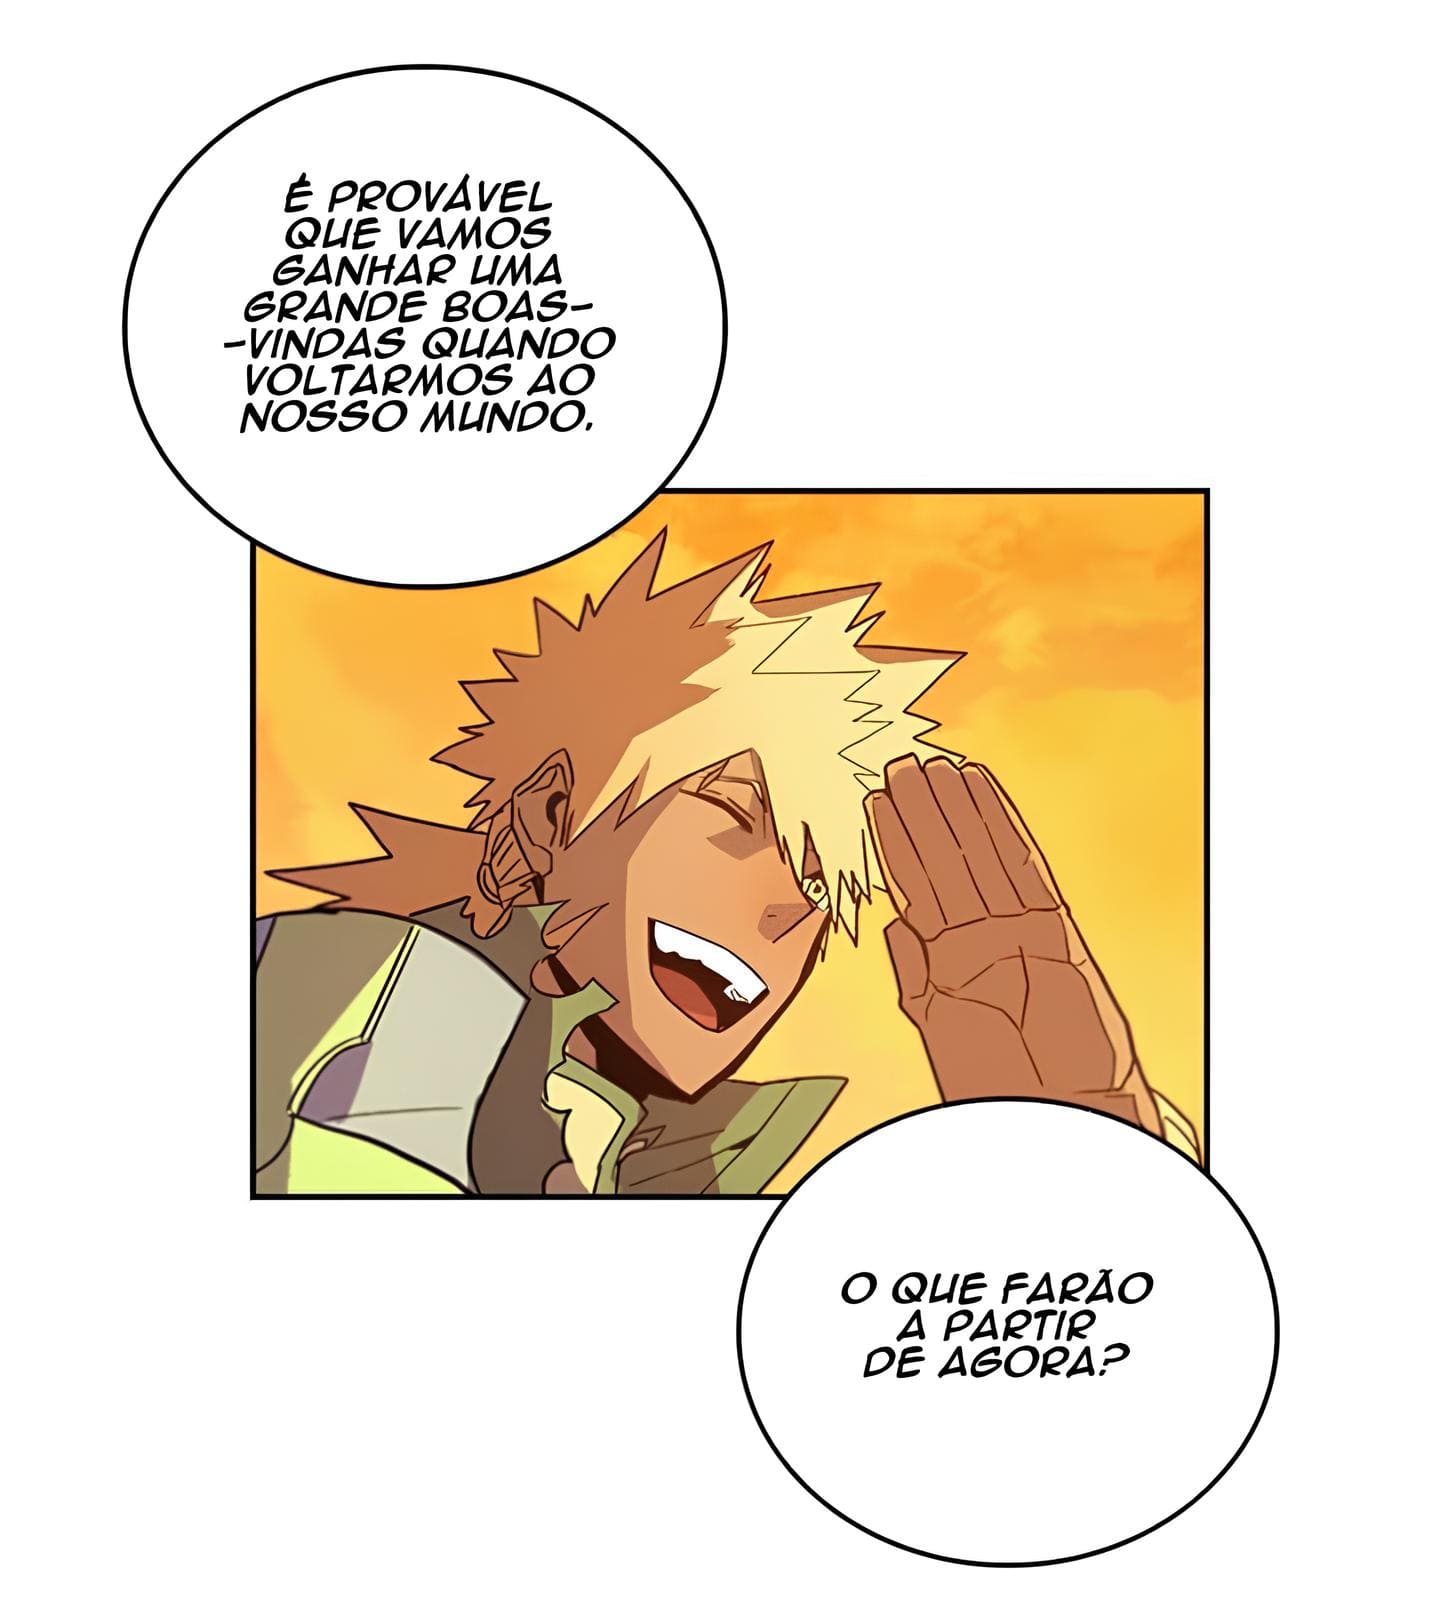 É PROVÁVEL
QUE VAMOS
GANHAR UMA
GRANDE BOAS-
-VINDAS QUANDO
VOLTARMOS AO
NOSSO MUNDO.
O QUE FARÃO
A PARTIR
DE AGORA?